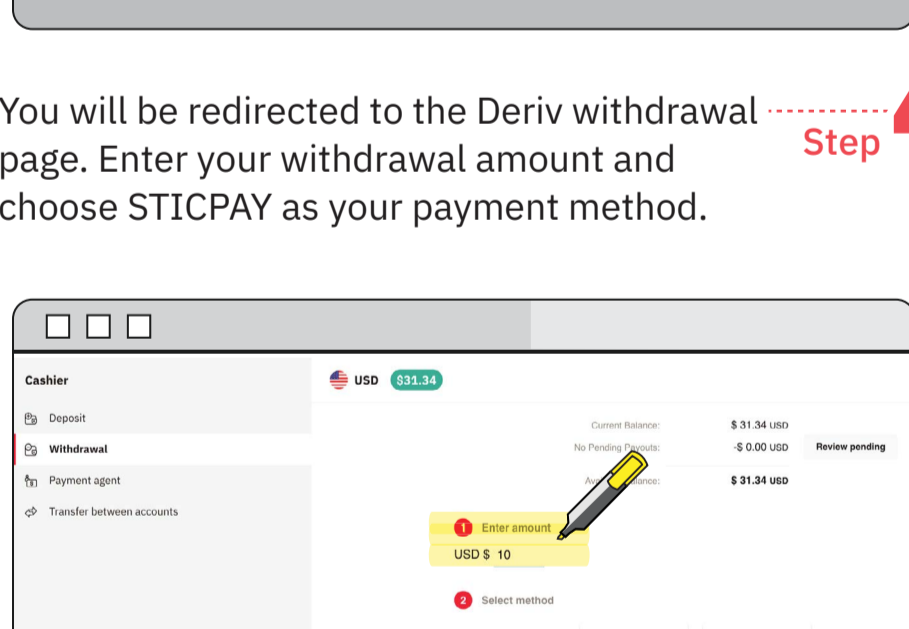 You will be redirected to the Deriv withdrawal
Step
page. Enter your withdrawal amount and
choose STICPAY as your payment method.
Cashier
USD $31.34
Deposit
Current Balance: $ 31.34 USD
Withdrawal
No Pending Payouts: -$ 0.00 USD Review pending
Payment agent
$ 31.34 USD
Transfer between accounts
1 Enter amount
USD $ 10
2 Select method